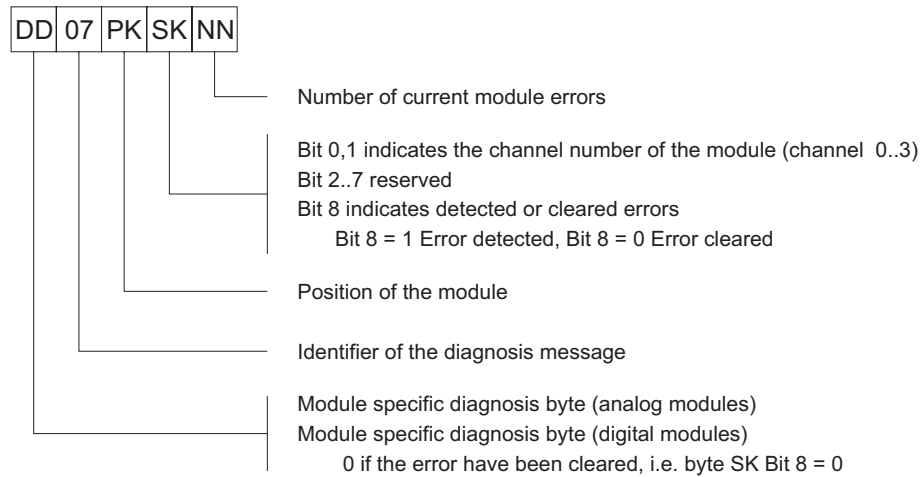 DD 07 PK SK NN
Number of current module errors
Bit 0,1 indicates the channel number of the module (channel 0..3)
Bit 2..7 reserved
Bit 8 indicates detected or cleared errors
Bit 8 = 1 Error detected, Bit 8 = 0 Error cleared
Position of the module
Identifier of the diagnosis message
Module specific diagnosis byte (analog modules)
Module specific diagnosis byte (digital modules)
0 if the error have been cleared, i.e. byte SK Bit 8 = 0